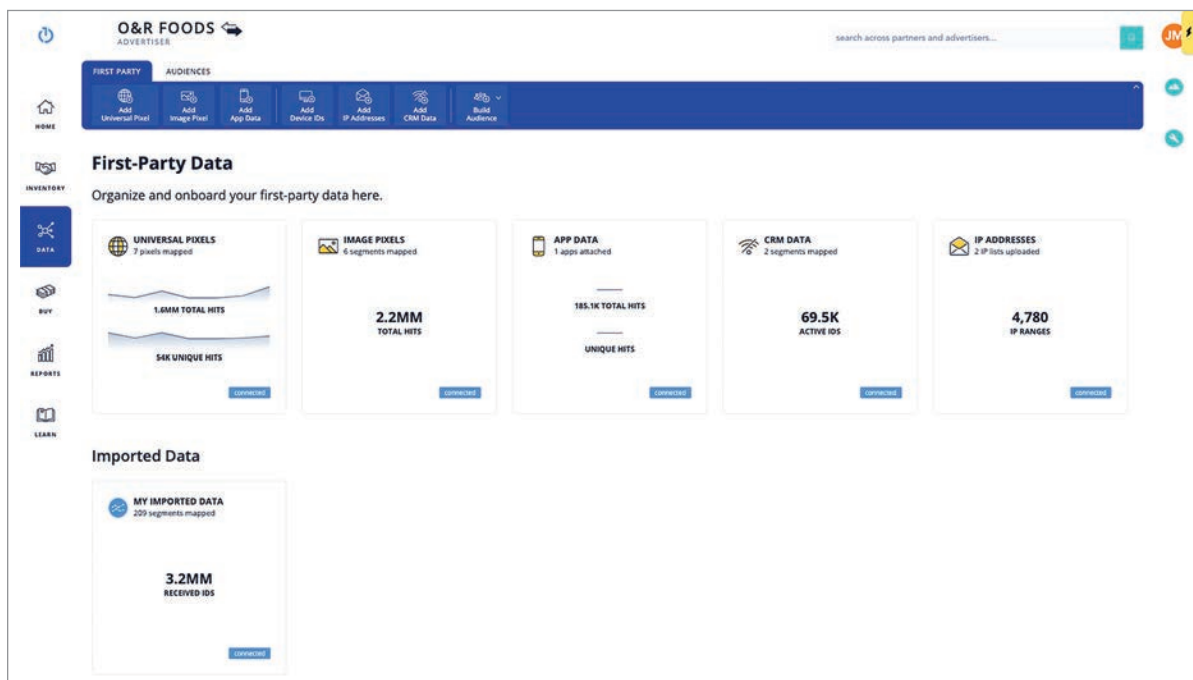 O&R FOODS
ADVERTISER
search across partners and advertisers...
JM
FIRST PARTY AUDIENCES
Add Universal Pixel
Add Image Pixel
Add App Data
Add Device IDs
Add IP Addresses
Add CRM Data
Build Audience
HOME
INVENTORY
DATA
BUY
REPORTS
LEARN
First-Party Data
Organize and onboard your first-party data here.
UNIVERSAL PIXELS
7 pixels mapped
1.6MM TOTAL HITS
54K UNIQUE HITS
connected
IMAGE PIXELS
6 segments mapped
2.2MM
TOTAL HITS
connected
APP DATA
1 apps attached
185.1K TOTAL HITS
UNIQUE HITS
connected
CRM DATA
2 segments mapped
69.5K
ACTIVE IDS
connected
IP ADDRESSES
2 IP lists uploaded
4,780
IP RANGES
connected
Imported Data
MY IMPORTED DATA
209 segments mapped
3.2MM
RECEIVED IDS
connected